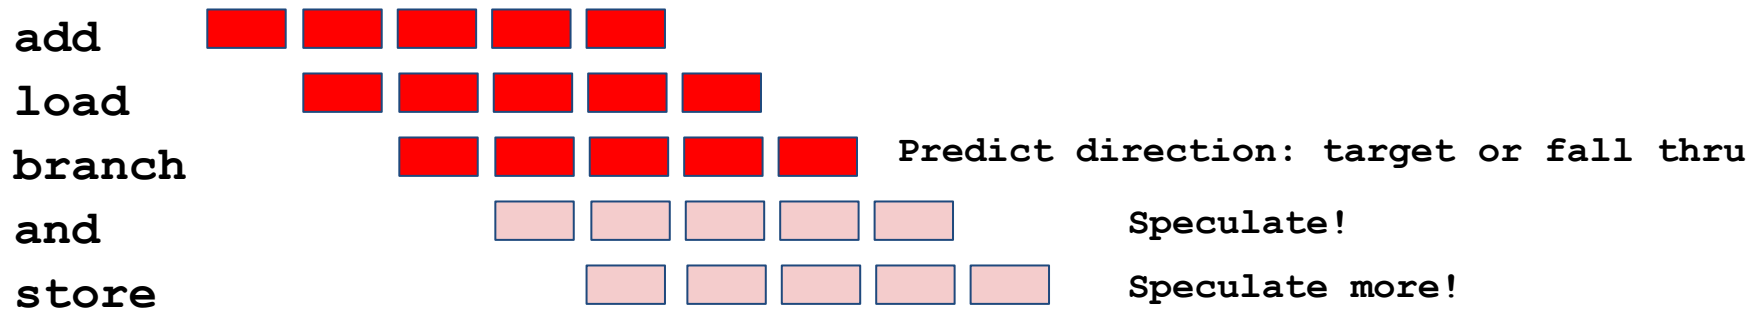 add
load
branch Predict direction: target or fall thru
and Speculate!
store Speculate more!